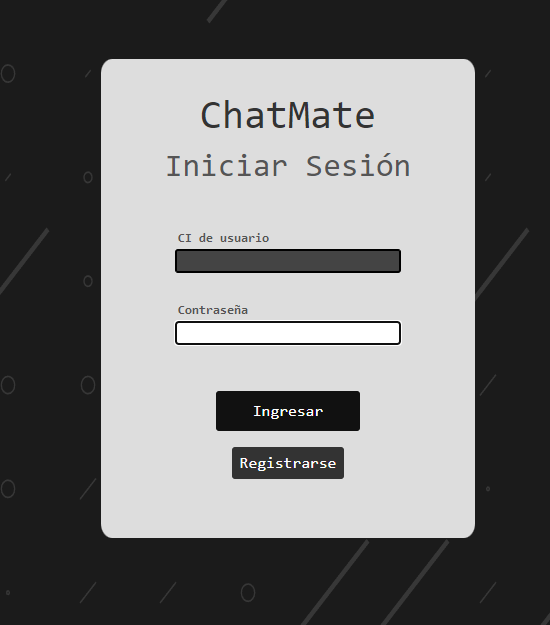 ChatMate
Iniciar Sesión
CI de usuario
Contraseña
Ingresar
Registrarse